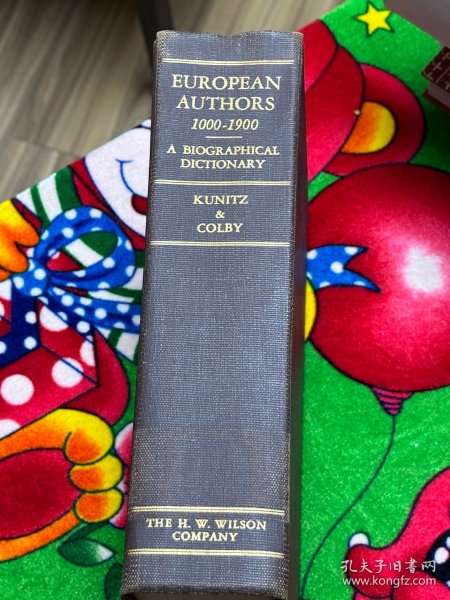 EUROPEAN
AUTHORS
1000-1900
A BIOGRAPHICAL
DICTIONARY
KUNITZ
&
COLBY
THE H. W. WILSON
COMPANY
孔夫子旧书网
www.kongfz.com